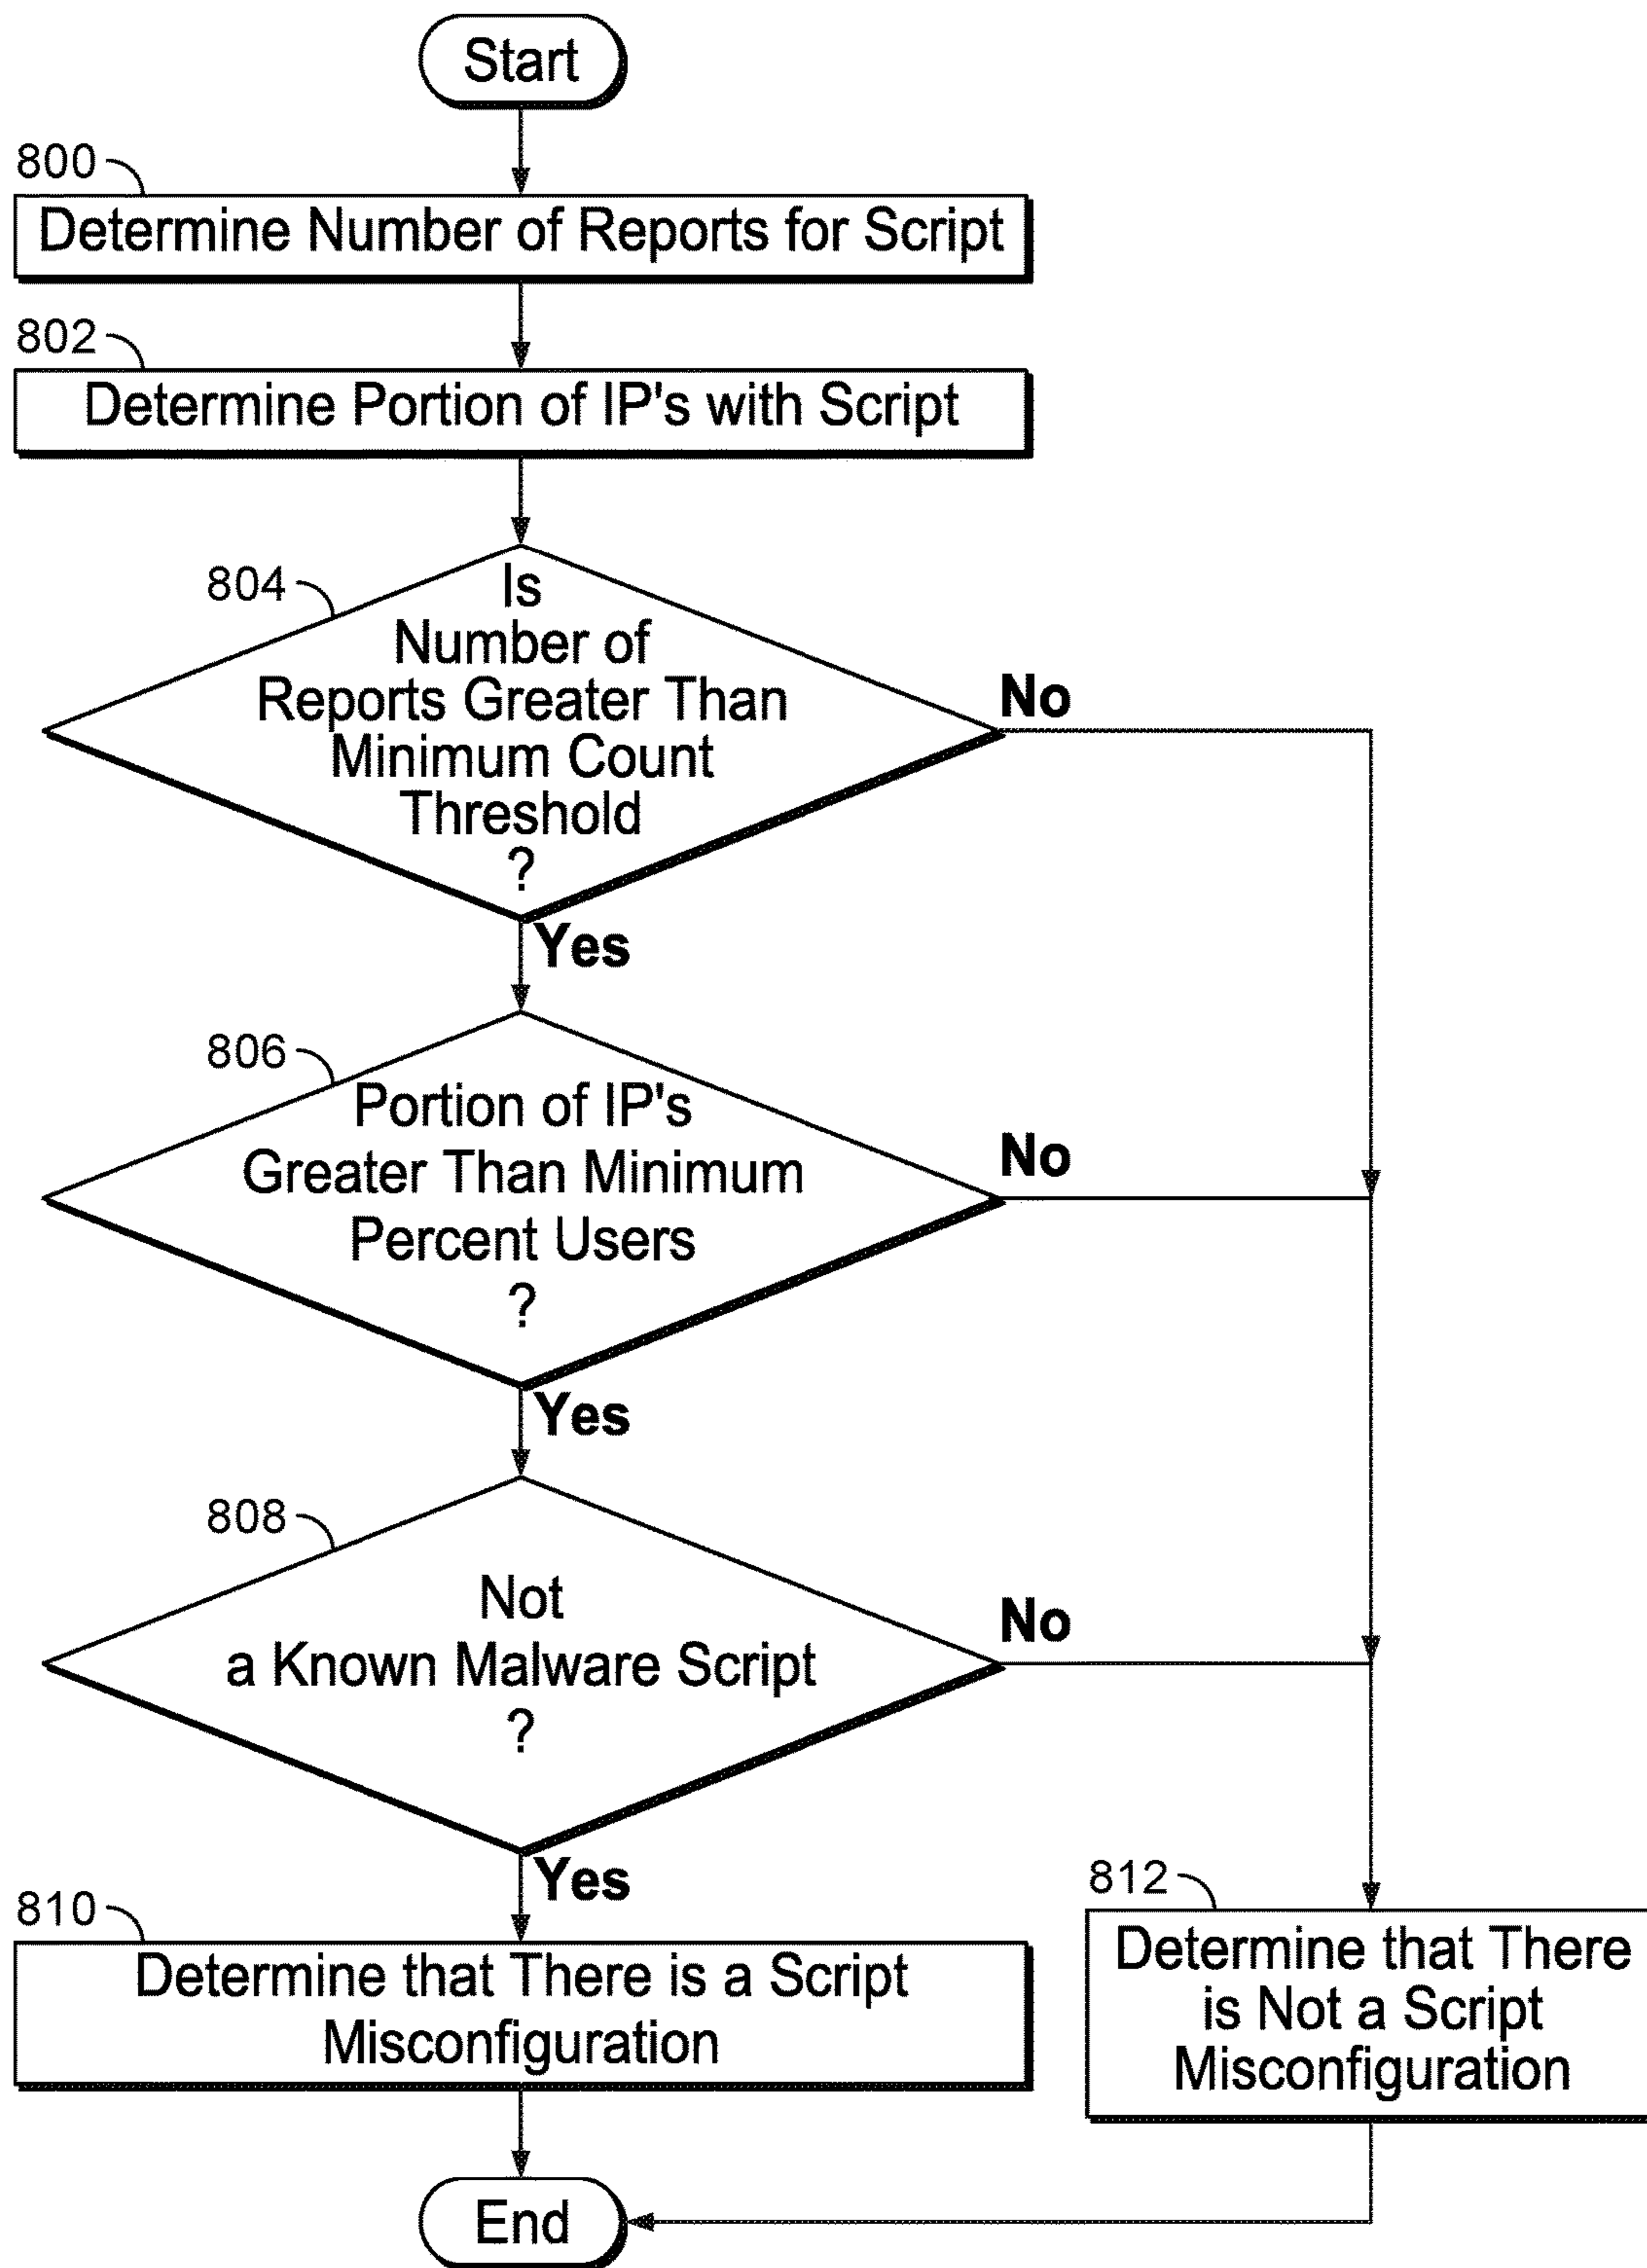 Start
800
Determine Number of Reports for Script
802
Determine Portion of IP's with Script
804
Is
Number of
Reports Greater Than
Minimum Count
Threshold
?
No
Yes
806
Portion of IP's
Greater Than Minimum
Percent Users
?
No
Yes
808
Not
a Known Malware Script
?
No
Yes
810
Determine that There is a Script
Misconfiguration
812
Determine that There
is Not a Script
Misconfiguration
End